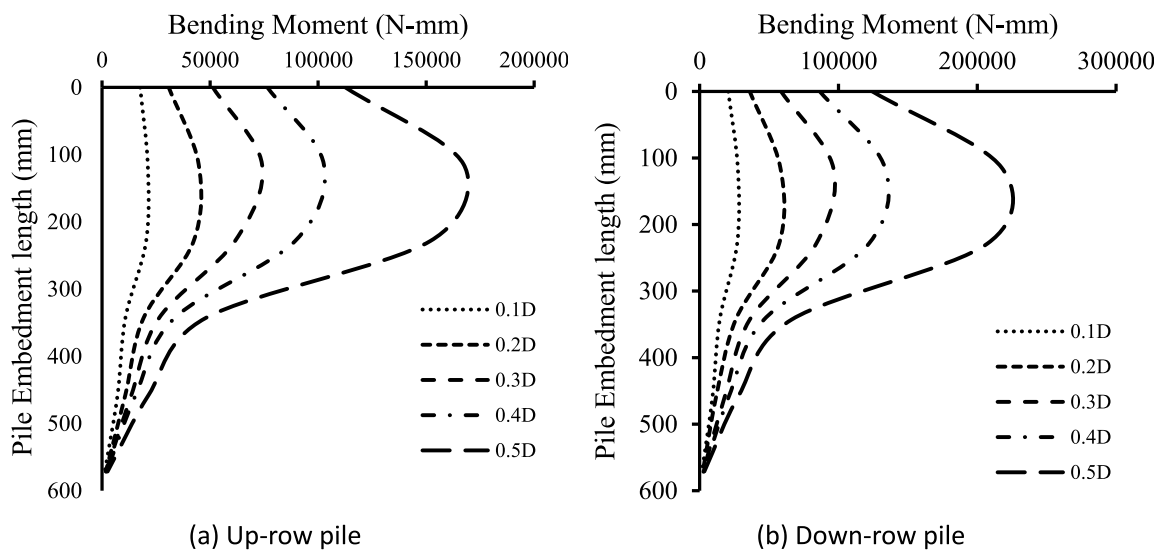 Bending Moment (N-mm)
0 50000 100000 150000 200000
Pile Embedment length (mm)
0
100
200
300
400
500
600
0.1D
0.2D
0.3D
0.4D
0.5D
(a) Up-row pile
Bending Moment (N-mm)
0 100000 200000 300000
Pile Embedment length (mm)
0
100
200
300
400
500
600
0.1D
0.2D
0.3D
0.4D
0.5D
(b) Down-row pile